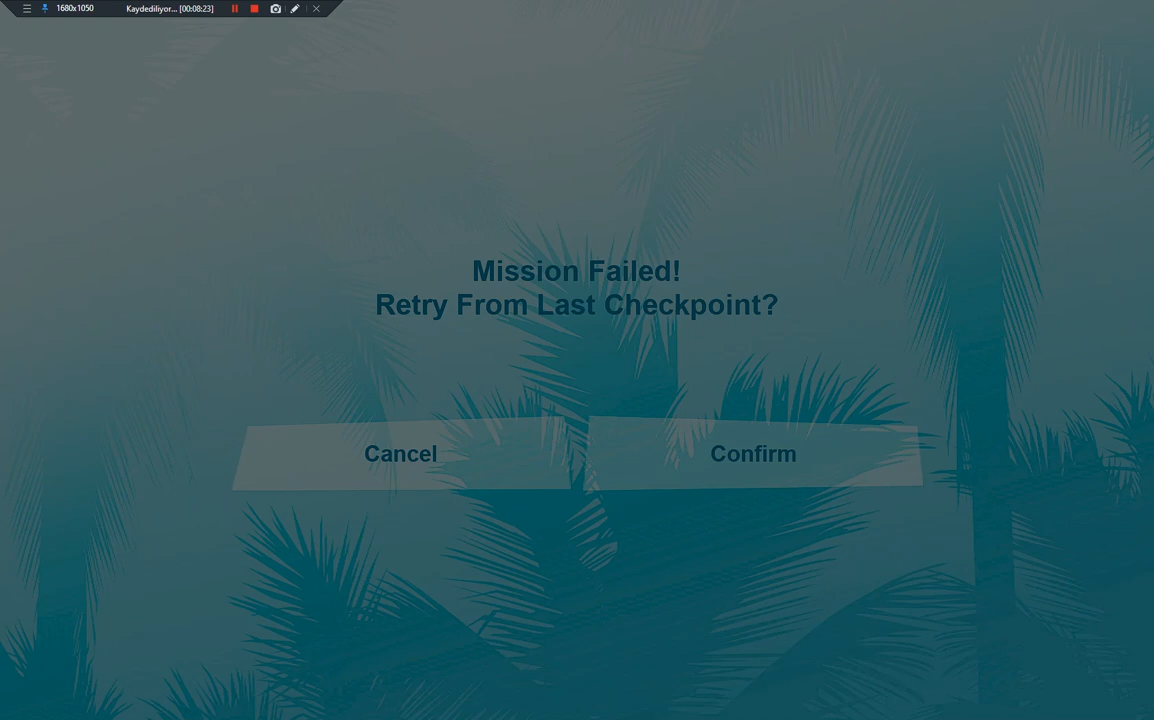 1680x1050
Kaydediliyor... [00:08:23]
Mission Failed!
Retry From Last Checkpoint?
Cancel
Confirm